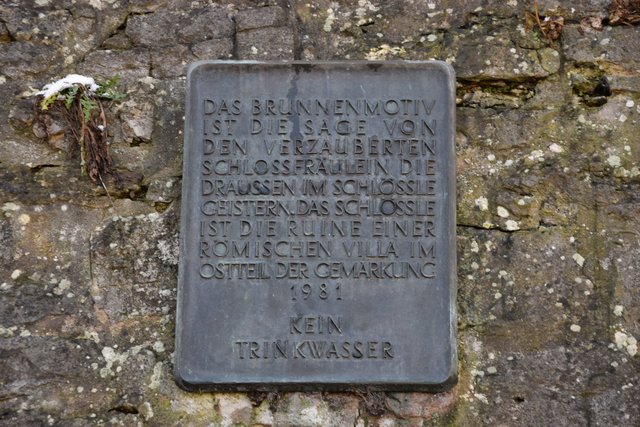 DAS BRUNNENMOTIV
IST DIE SAGE VON
DEN VERZAUBERTEN
SCHLOSSFRÄULEIN DIE
DRAUSSEN IM SCHLÖSSLE
GEISTERN. DAS SCHLÖSSLE
IST DIE RUINE EINER
RÖMISCHEN VILLA IM
OSTTEIL DER GEMARKUNG
1981
KEIN
TRINKWASSER